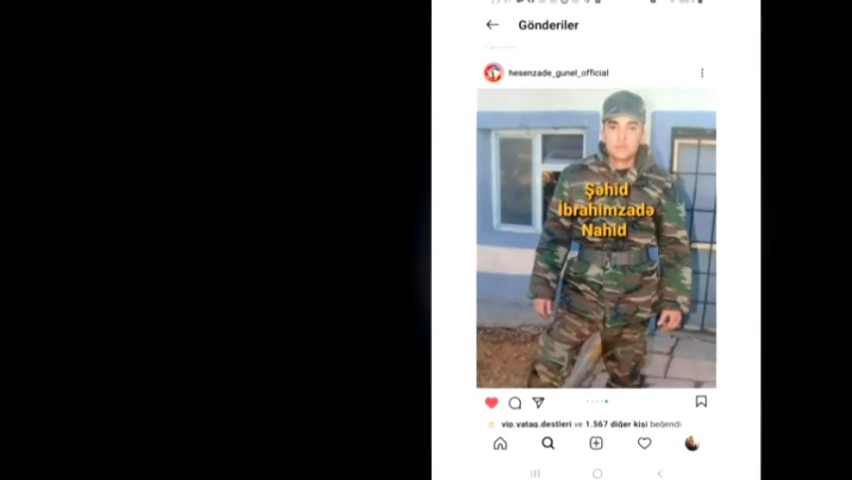 Gönderiler
hesenzade_gunel_official
Şəhid
İbrahimzadə
Nahid
vip.yataq.destleri ve 1.567 diğer kişi beğendi